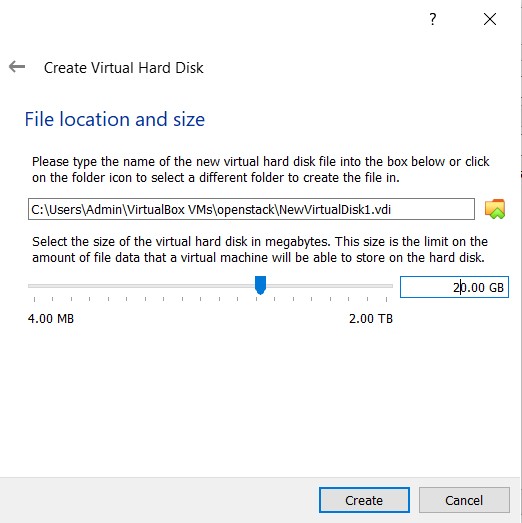 ?
Create Virtual Hard Disk
File location and size
Please type the name of the new virtual hard disk file into the box below or click
on the folder icon to select a different folder to create the file in.
C:\Users\Admin\VirtualBox VMs\openstack\NewVirtualDisk1.vdi
Select the size of the virtual hard disk in megabytes. This size is the limit on the
amount of file data that a virtual machine will be able to store on the hard disk.
20.00 GB
4.00 MB 2.00 TB
Create Cancel